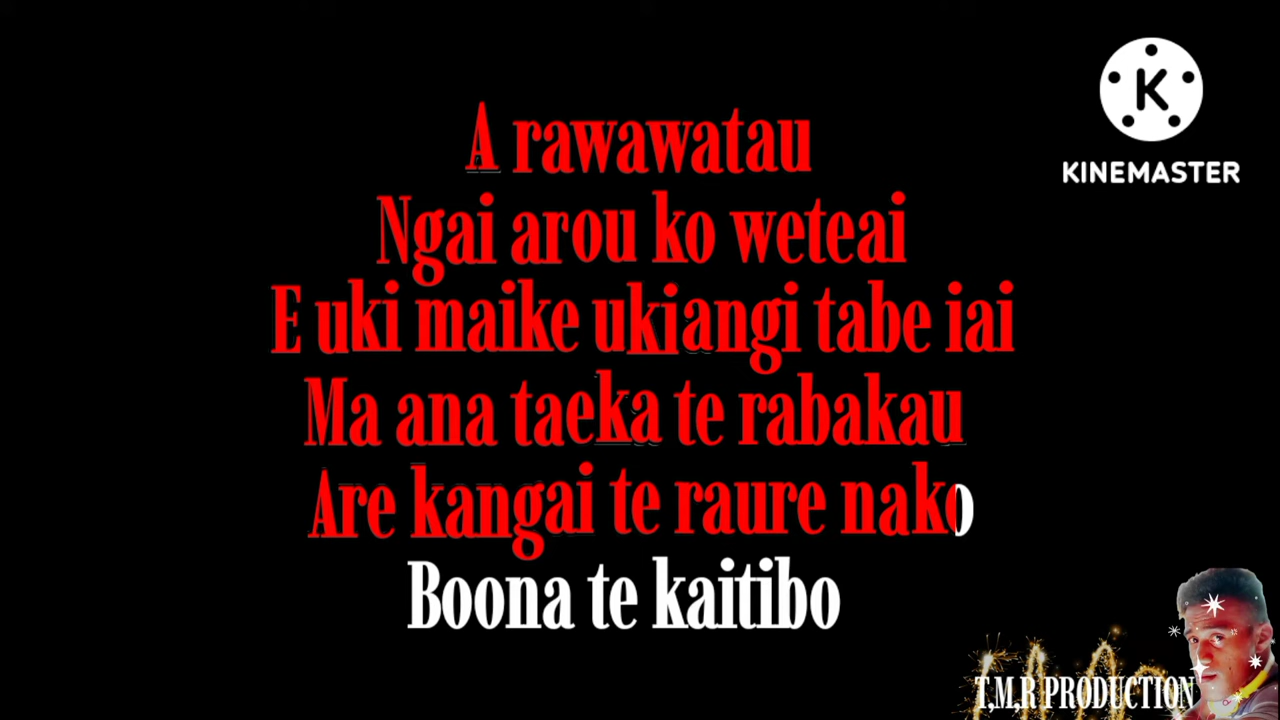 A rawawatau
Ngai arou ko weteai
E uki maike ukiangi tabe iai
Ma ana taeka te rabakau
Are kangai te raure nako
Boona te kaitibo
K
KINEMASTER
T,M,R PRODUCTION